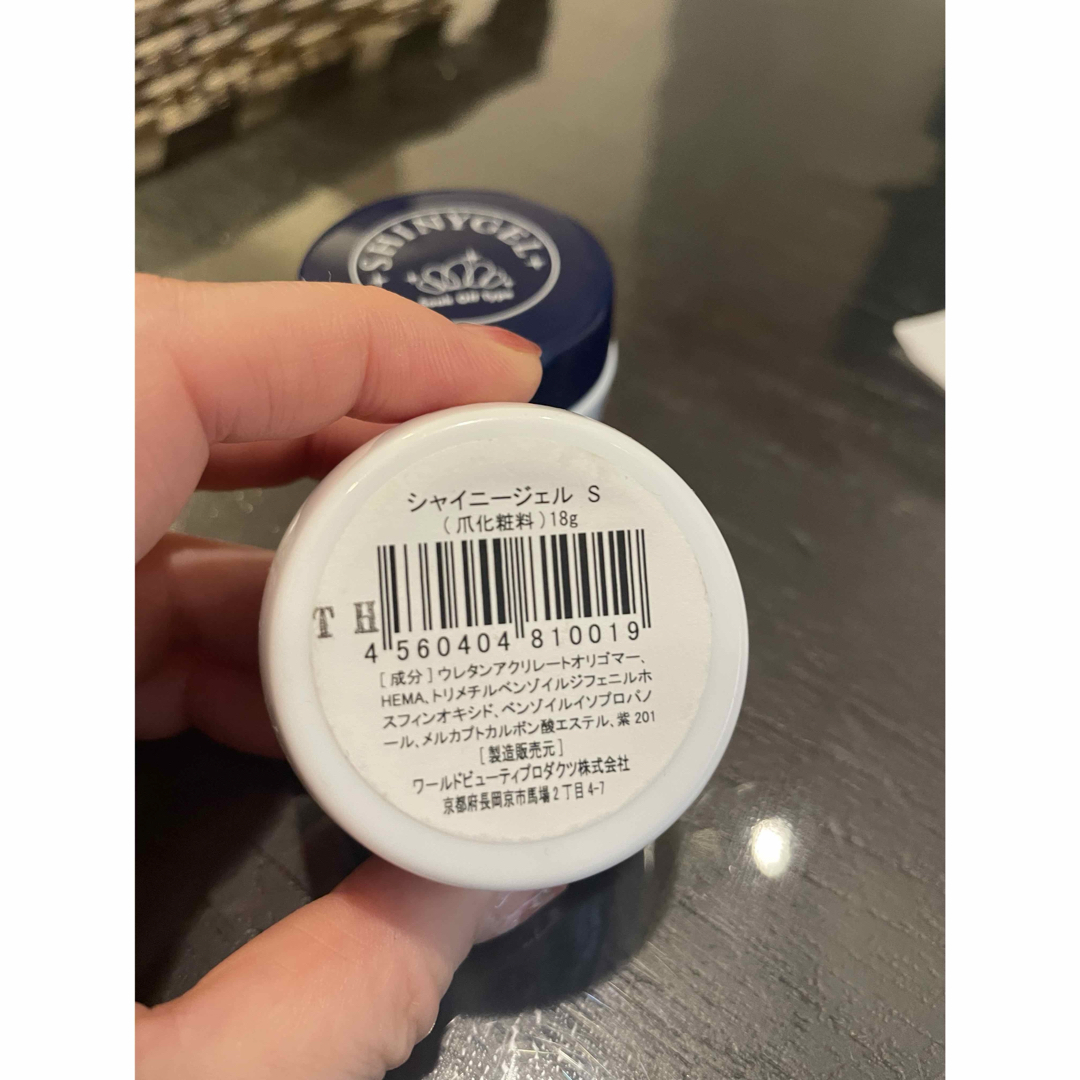 SHINYGEL
Soak Off Type
シャイニージェル S
(爪化粧料)18g
T H
4 560404 810019
[成分]ウレタンアクリレートオリゴマー、
HEMA、トリメチルベンゾイルジフェニルホ
スフィンオキシド、ベンゾイルイソプロパノ
ール、メルカプトカルボン酸エステル、紫201
[製造販売元]
ワールドビューティプロダクツ株式会社
京都府長岡京市馬場2丁目4-7